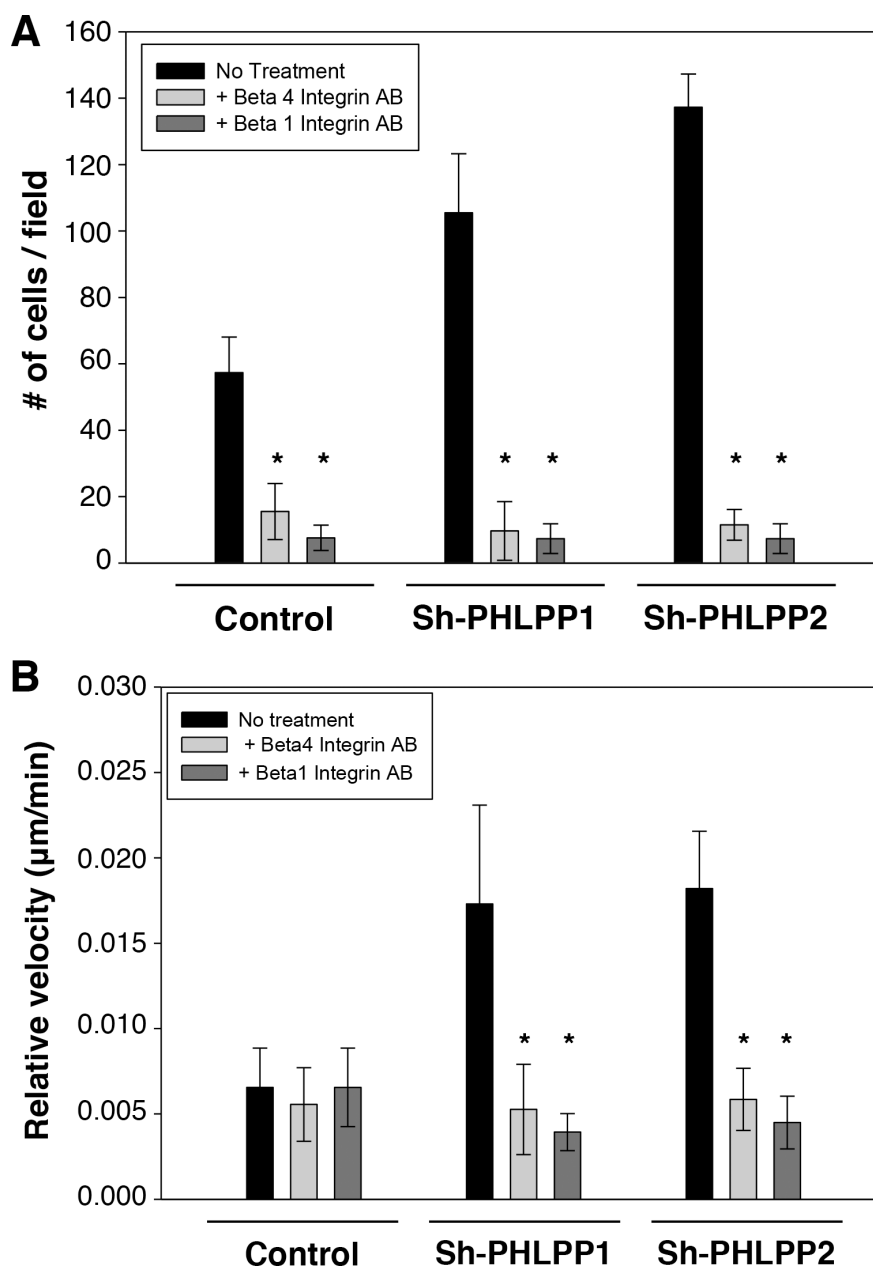 A
160
140
120
100
80
60
40
20
0
# of cells / field
No Treatment
+ Beta 4 Integrin AB
+ Beta 1 Integrin AB
* * * * * *
Control Sh-PHLPP1 Sh-PHLPP2
B
0.030
0.025
0.020
0.015
0.010
0.005
0.000
Relative velocity (µm/min)
No treatment
+ Beta4 Integrin AB
+ Beta1 Integrin AB
* * * *
Control Sh-PHLPP1 Sh-PHLPP2